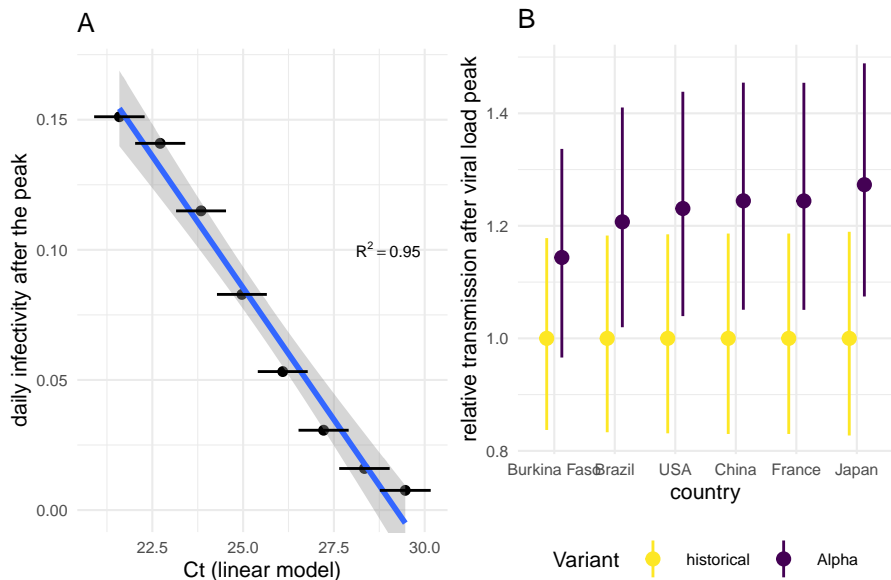 A
daily infectivity after the peak
0.15
0.10
0.05
0.00
R² = 0.95
22.5 25.0 27.5 30.0
Ct (linear model)
B
relative transmission after viral load peak
1.4
1.2
1.0
0.8
Burkina Faso Brazil USA China France Japan
country
Variant historical Alpha